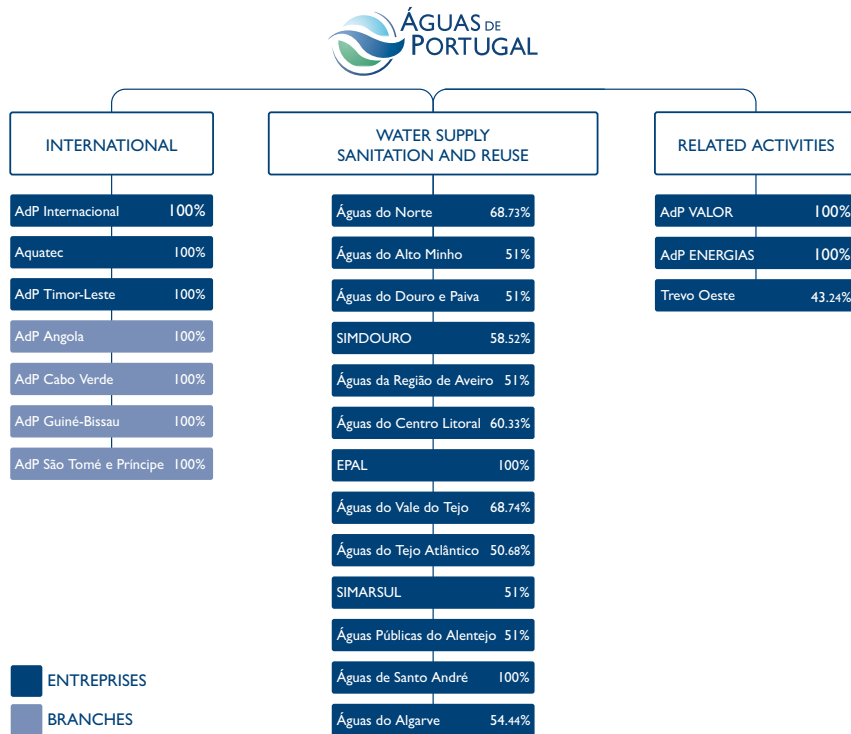 ÁGUAS DE
PORTUGAL
INTERNATIONAL
AdP Internacional 100%
Aquatec 100%
AdP Timor-Leste 100%
AdP Angola 100%
AdP Cabo Verde 100%
AdP Guiné-Bissau 100%
AdP São Tomé e Príncipe 100%
WATER SUPPLY
SANITATION AND REUSE
Águas do Norte 68.73%
Águas do Alto Minho 51%
Águas do Douro e Paiva 51%
SIMDOURO 58.52%
Águas da Região de Aveiro 51%
Águas do Centro Litoral 60.33%
EPAL 100%
Águas do Vale do Tejo 68.74%
Águas do Tejo Atlântico 50.68%
SIMARSUL 51%
Águas Públicas do Alentejo 51%
Águas de Santo André 100%
Águas do Algarve 54.44%
RELATED ACTIVITIES
AdP VALOR 100%
AdP ENERGIAS 100%
Trevo Oeste 43.24%
ENTREPRISES
BRANCHES